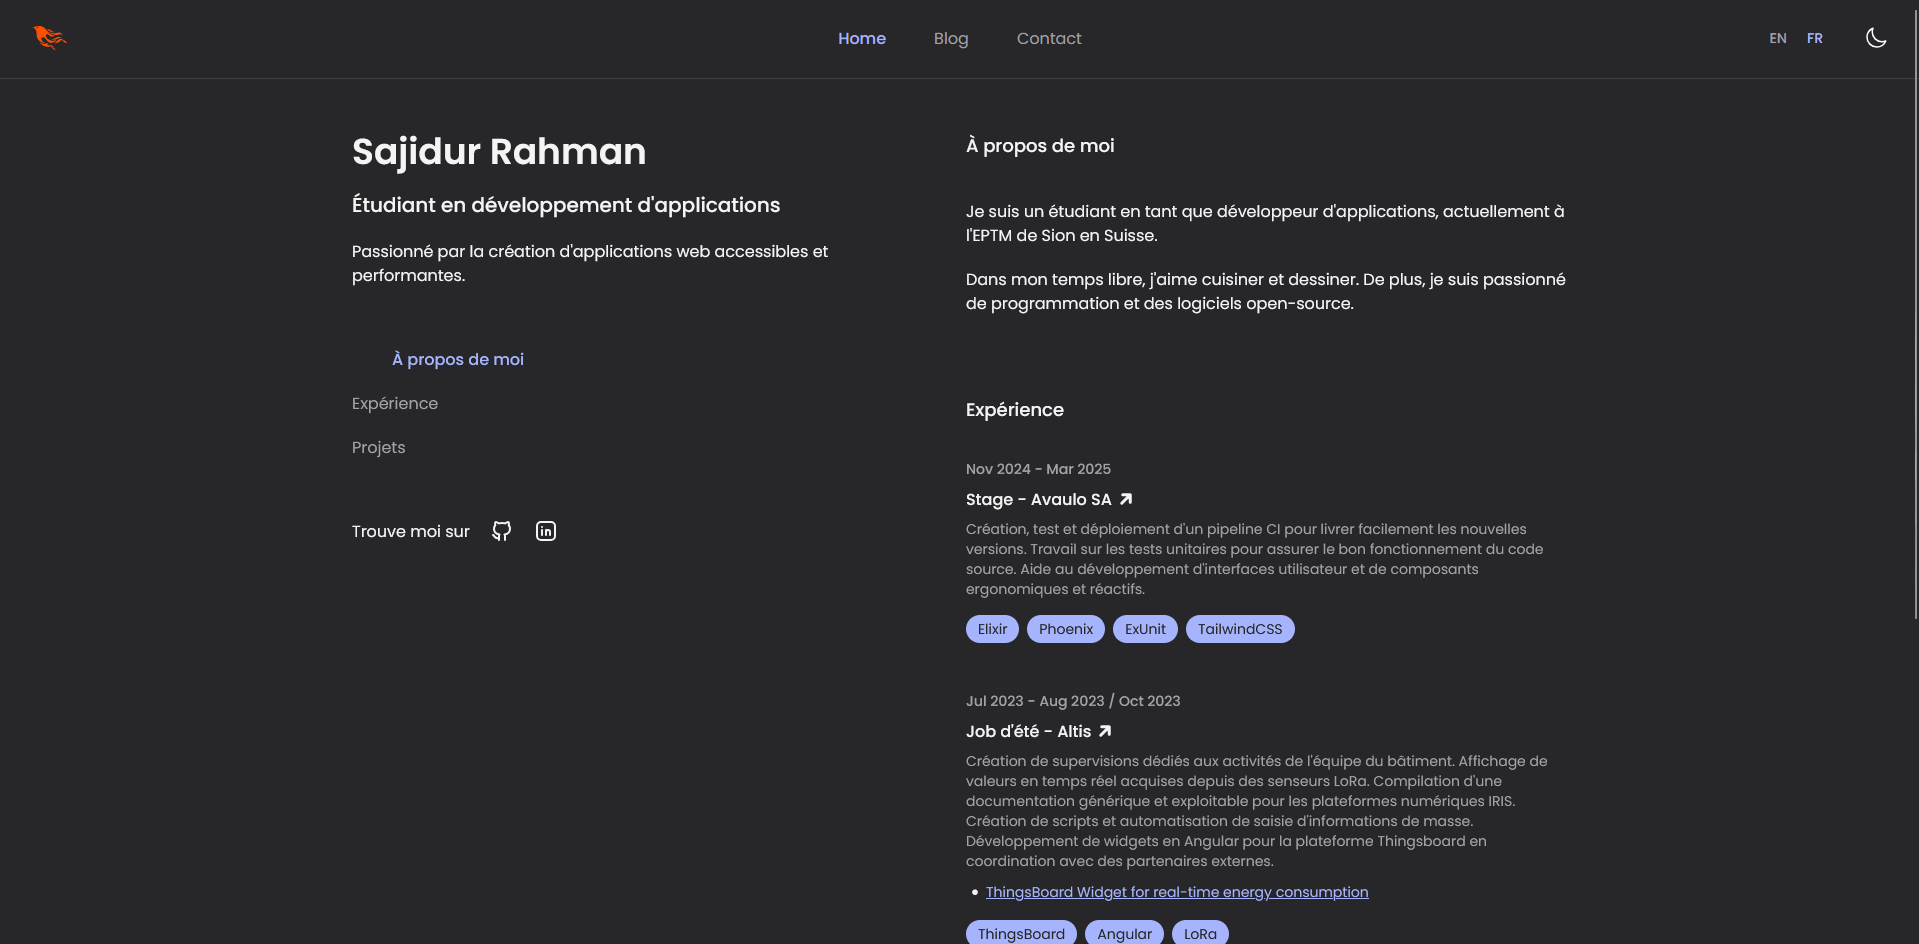 Home
Blog
Contact
EN
FR
Sajidur Rahman
Étudiant en développement d'applications
Passionné par la création d'applications web accessibles et
performantes.
À propos de moi
Expérience
Projets
Trouve moi sur
À propos de moi
Je suis un étudiant en tant que développeur d'applications, actuellement à
l'EPTM de Sion en Suisse.
Dans mon temps libre, j'aime cuisiner et dessiner. De plus, je suis passionné
de programmation et des logiciels open-source.
Expérience
Nov 2024 - Mar 2025
Stage - Avaulo SA
Création, test et déploiement d'un pipeline CI pour livrer facilement les nouvelles
versions. Travail sur les tests unitaires pour assurer le bon fonctionnement du code
source. Aide au développement d'interfaces utilisateur et de composants
ergonomiques et réactifs.
Elixir
Phoenix
ExUnit
TailwindCSS
Jul 2023 - Aug 2023 / Oct 2023
Job d'été - Altis
Création de supervisions dédiés aux activités de l'équipe du bâtiment. Affichage de
valeurs en temps réel acquises depuis des senseurs LoRa. Compilation d'une
documentation générique et exploitable pour les plateformes numériques IRIS.
Création de scripts et automatisation de saisie d'informations de masse.
Développement de widgets en Angular pour la plateforme Thingsboard en
coordination avec des partenaires externes.
• ThingsBoard Widget for real-time energy consumption
ThingsBoard
Angular
LoRa